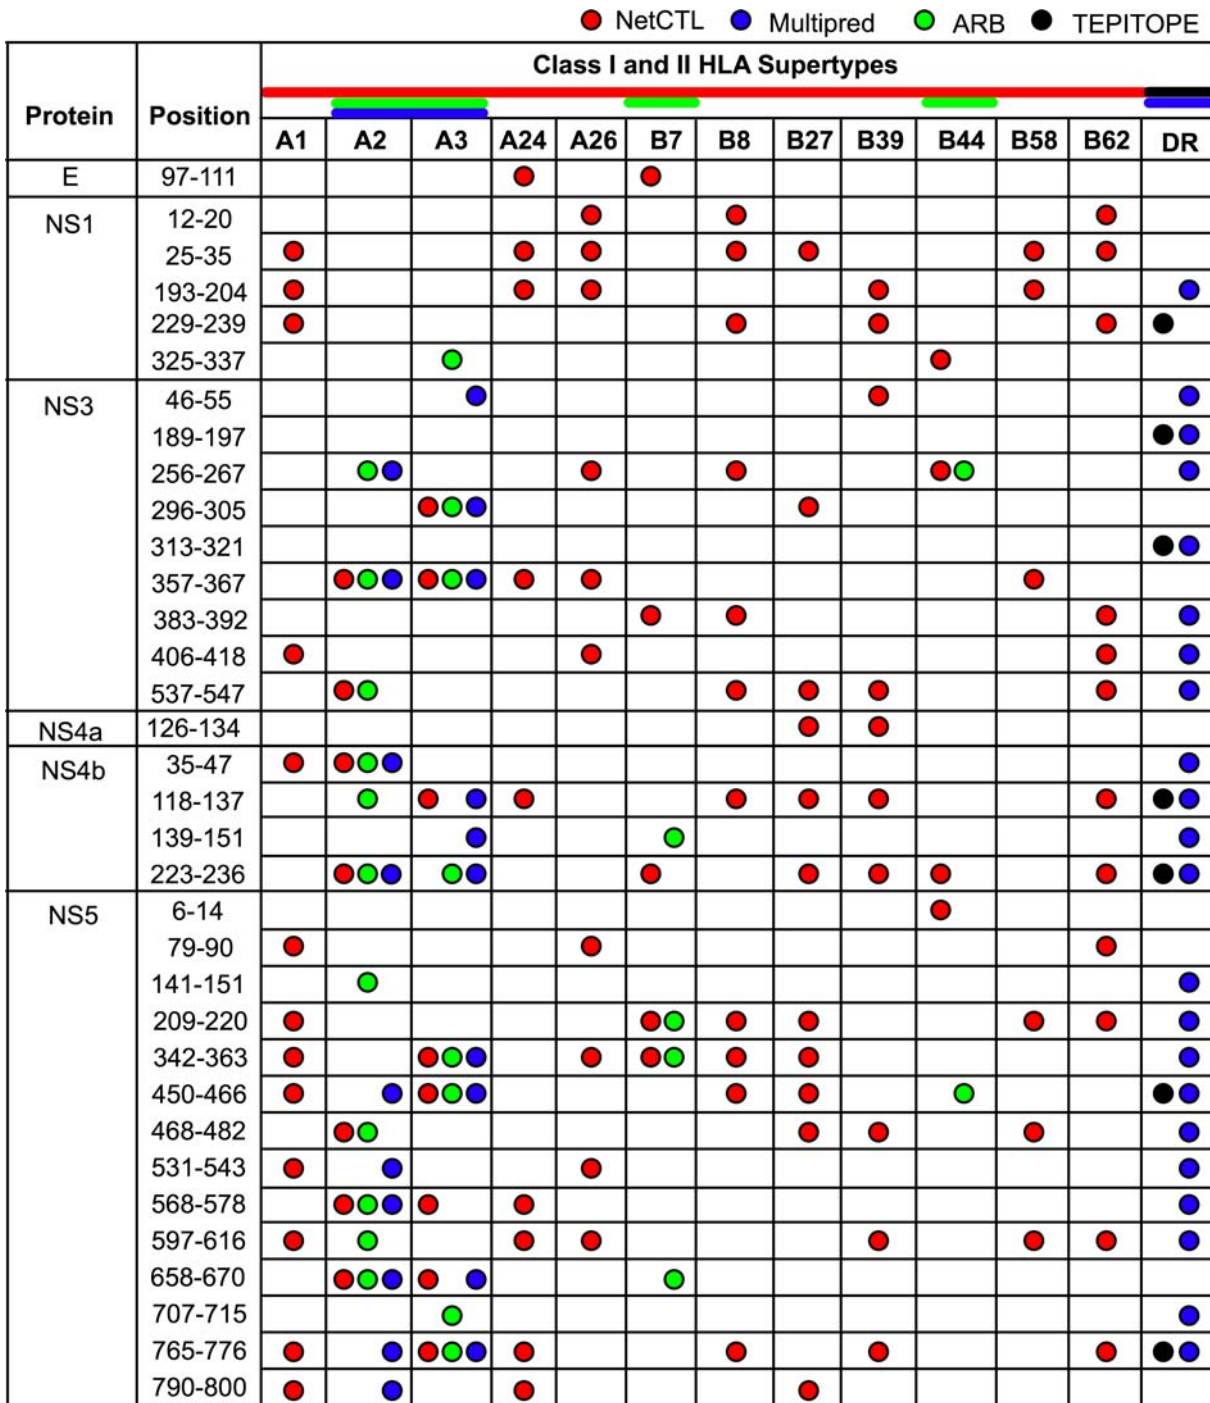 NetCTL Multipred ARB TEPITOPE
Class I and II HLA Supertypes
Protein Position
A1 A2 A3 A24 A26 B7 B8 B27 B39 B44 B58 B62 DR
E 97-111
NS1 12-20
25-35
193-204
229-239
325-337
NS3 46-55
189-197
256-267
296-305
313-321
357-367
383-392
406-418
537-547
NS4a 126-134
NS4b 35-47
118-137
139-151
223-236
NS5 6-14
79-90
141-151
209-220
342-363
450-466
468-482
531-543
568-578
597-616
658-670
707-715
765-776
790-800